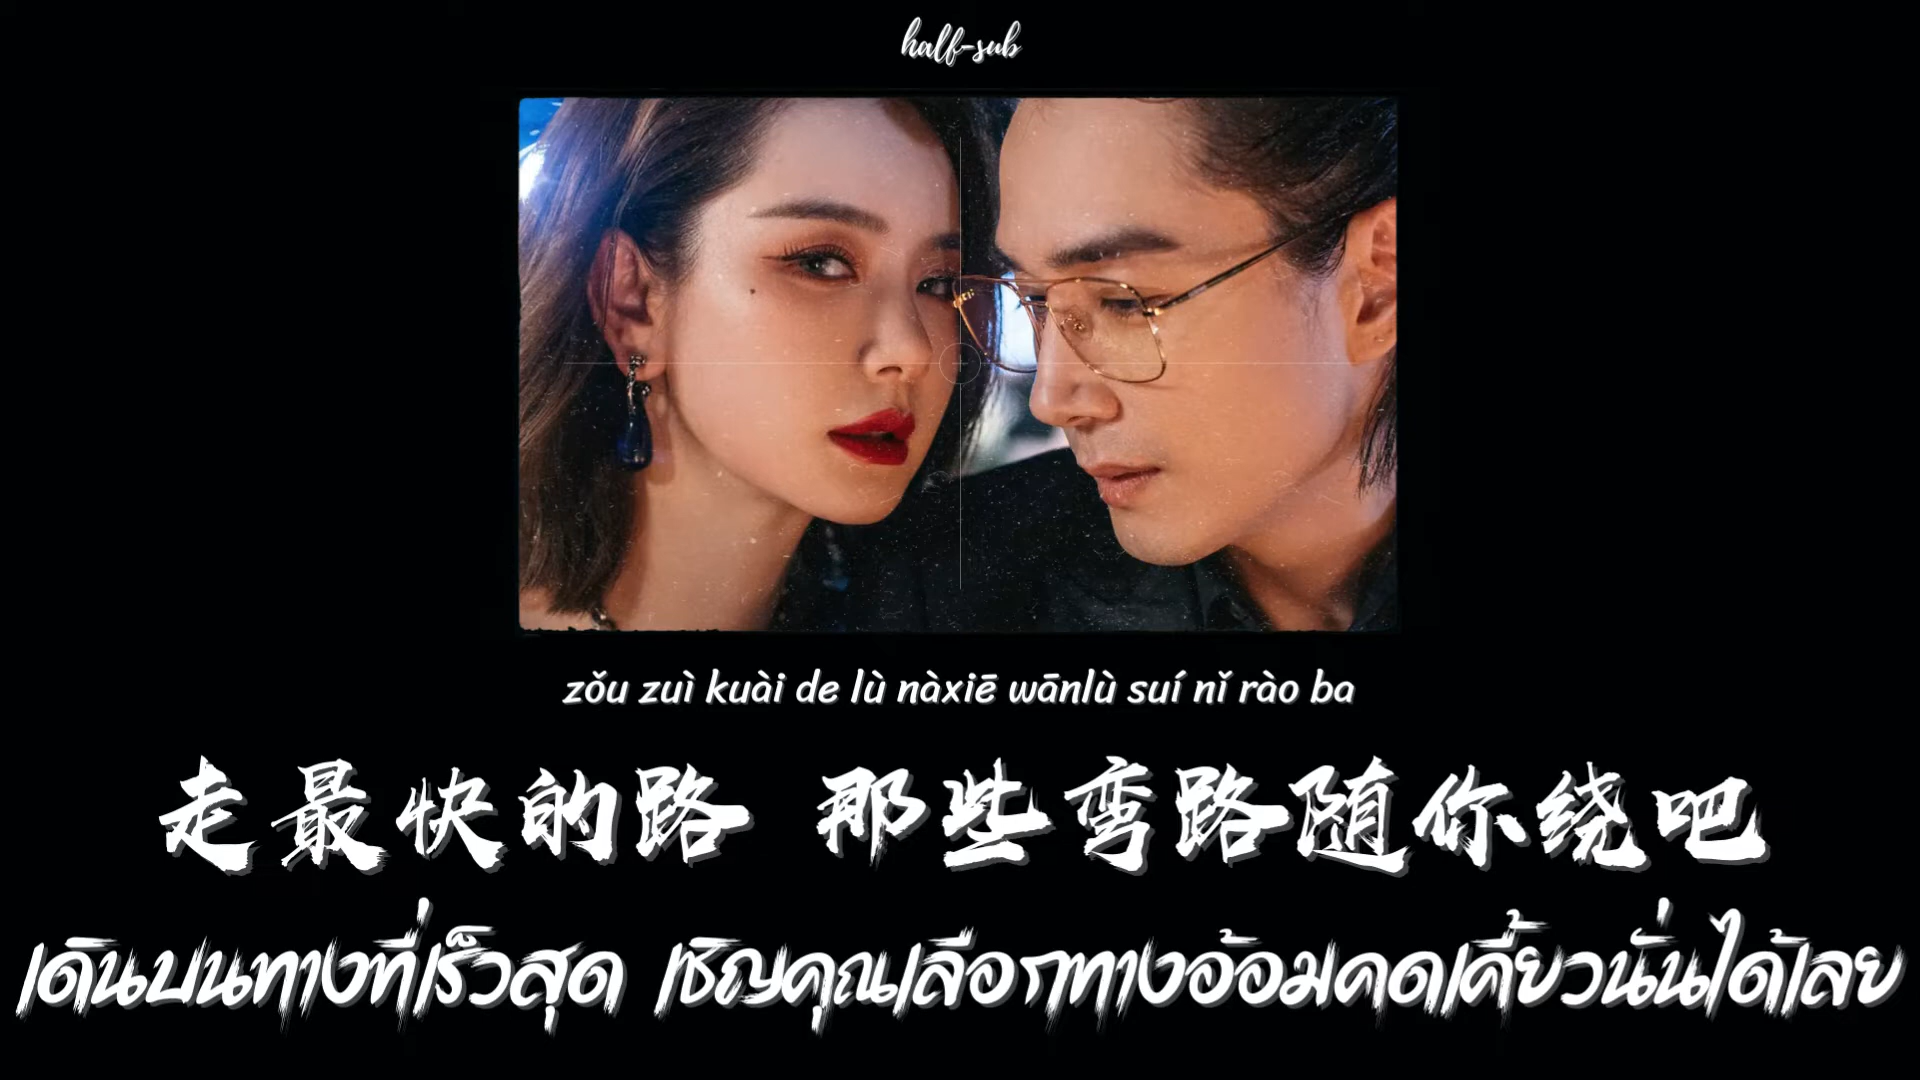 half-sub
zǒu zuì kuài de lù nàxiē wānlù suí nǐ rào ba
走最快的路 那些弯路随你绕吧
เดินบนทางที่เร็วสุด เชิญคุณเลือกทางอ้อมคดเคี้ยวนั่นได้เลย